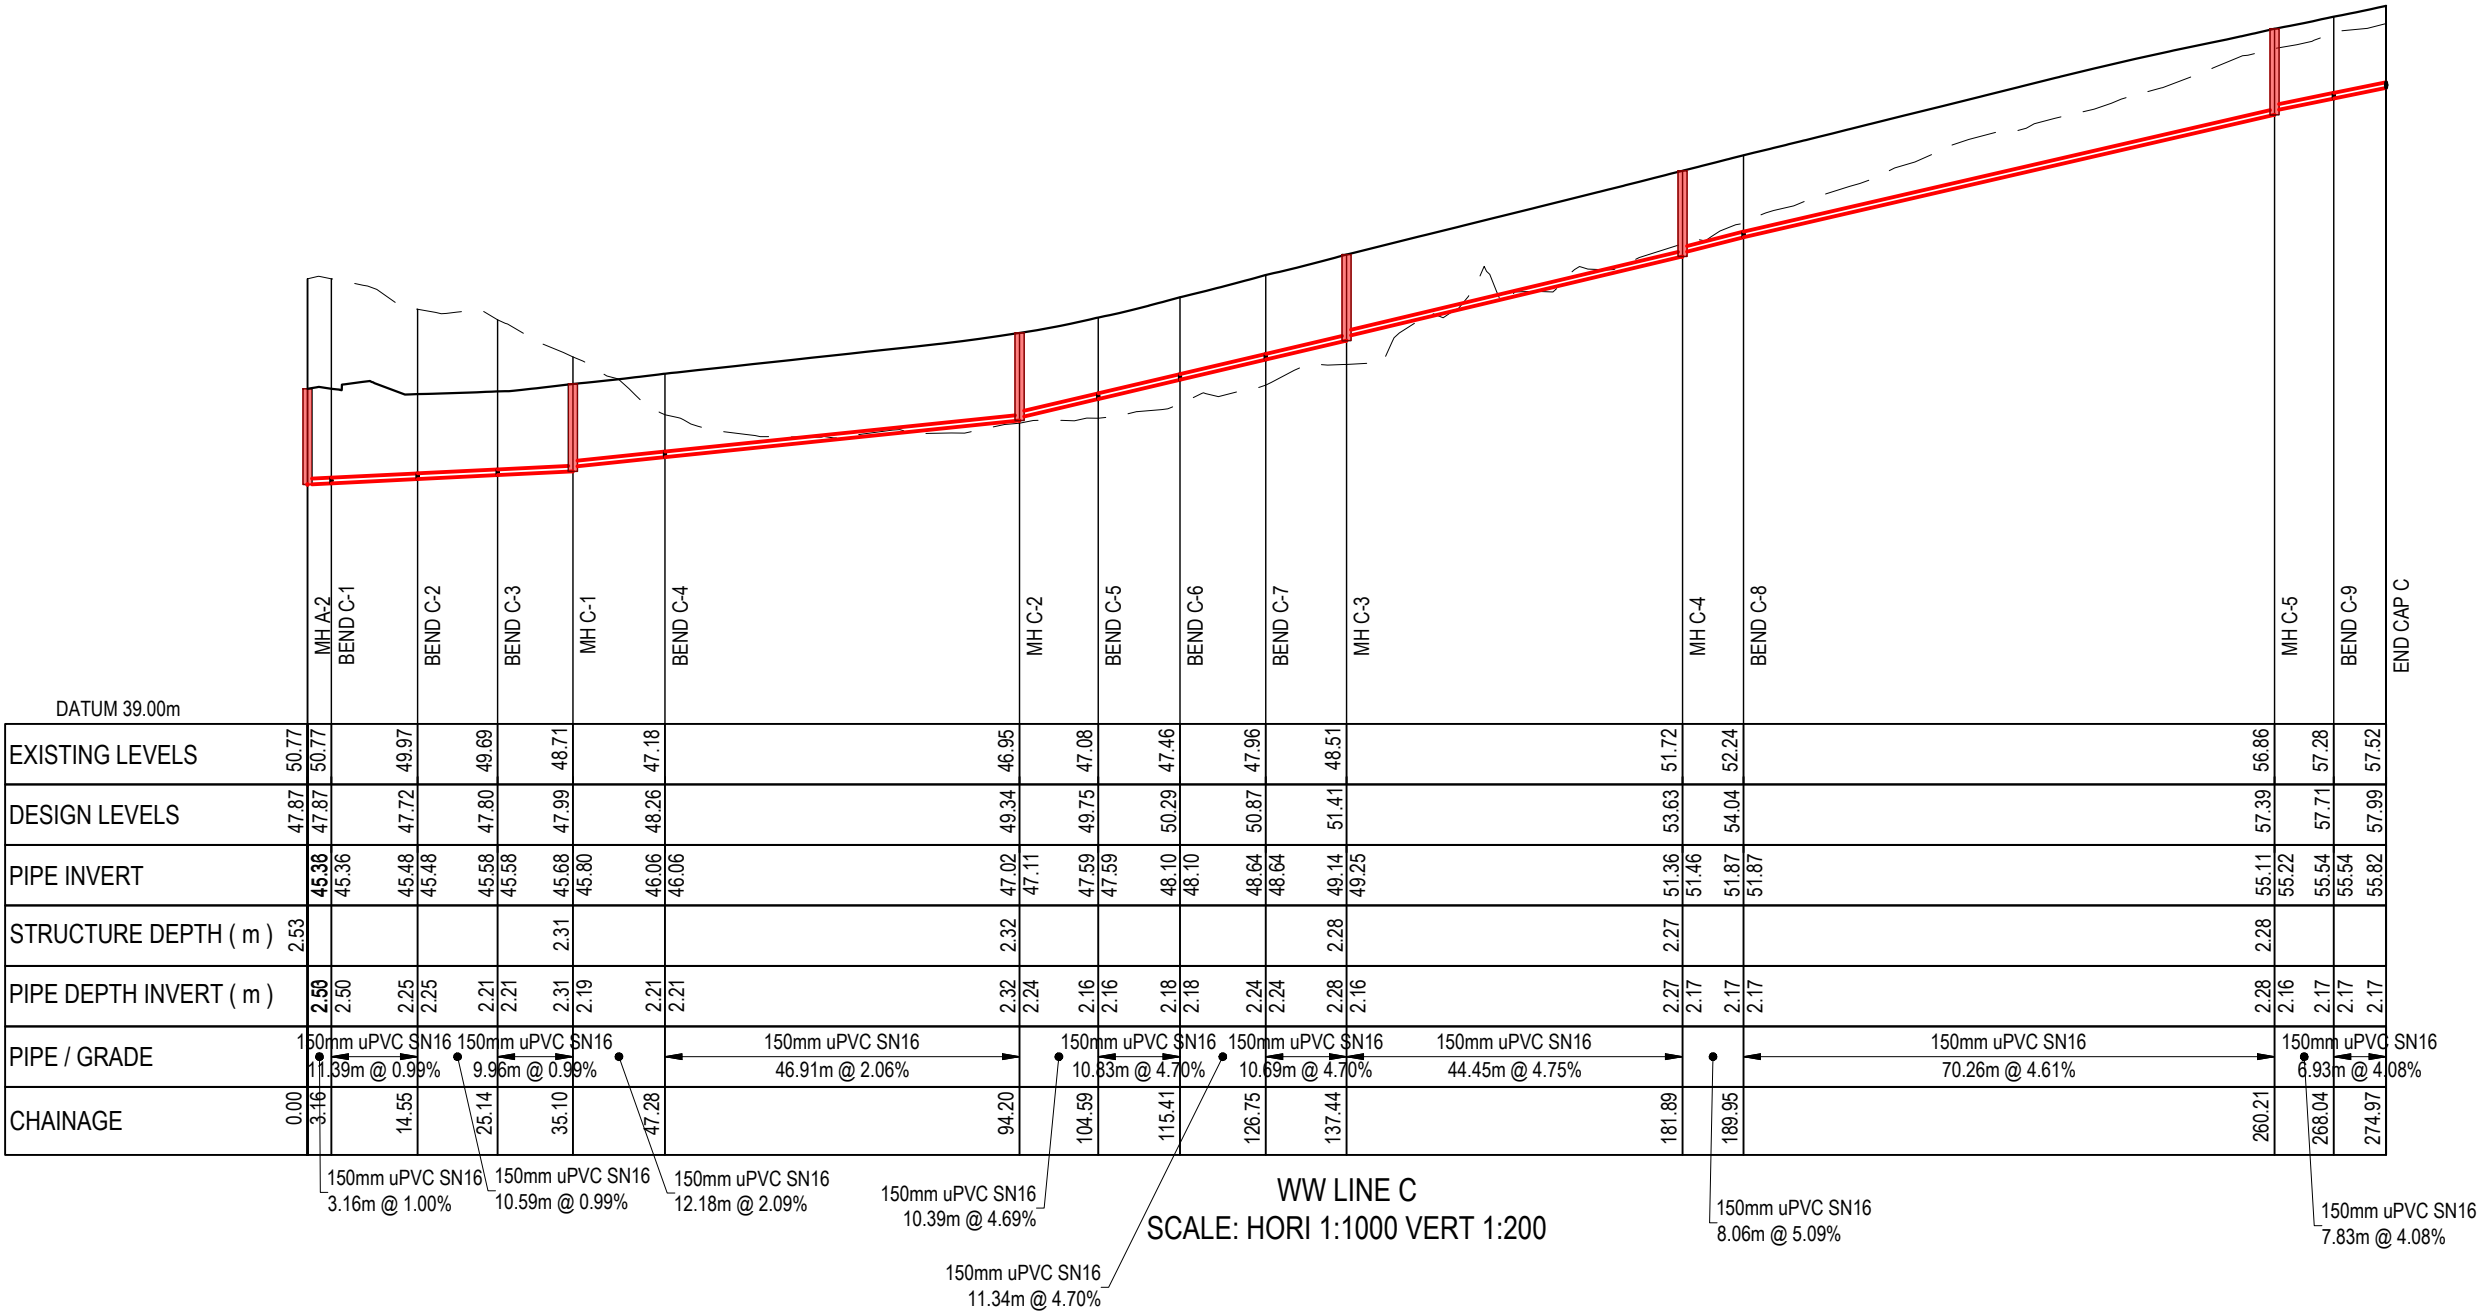 MH A-2
BEND C-1
BEND C-2
BEND C-3
MH C-1
BEND C-4
MH C-2
BEND C-5
BEND C-6
BEND C-7
MH C-3
MH C-4
BEND C-8
MH C-5
BEND C-9
END CAP C
DATUM 39.00m
EXISTING LEVELS 50.77 50.77 49.97 49.69 48.71 47.18 46.95 47.08 47.46 47.96 48.51 51.72 52.24 56.86 57.28 57.52
DESIGN LEVELS 47.87 47.87 47.72 47.80 47.99 48.26 49.34 49.75 50.29 50.87 51.41 53.63 54.04 57.39 57.71 57.99
PIPE INVERT 45.36 45.48 45.48 45.58 45.58 45.68 45.80 46.06 46.06 47.02 47.11 47.59 47.59 48.10 48.10 48.64 48.64 49.14 49.25 51.36 51.46 51.87 51.87 55.11 55.22 55.54 55.54 55.82
STRUCTURE DEPTH ( m ) 2.53 2.31 2.32 2.28 2.27 2.28
PIPE DEPTH INVERT ( m ) 2.50 2.25 2.25 2.21 2.21 2.31 2.19 2.21 2.21 2.32 2.24 2.16 2.16 2.18 2.18 2.24 2.24 2.28 2.16 2.27 2.17 2.17 2.17 2.28 2.16 2.17 2.17 2.17
PIPE / GRADE
150mm uPVC SN16
11.39m @ 0.99%
150mm uPVC SN16
9.96m @ 0.99%
150mm uPVC SN16
46.91m @ 2.06%
150mm uPVC SN16
10.83m @ 4.70%
150mm uPVC SN16
10.69m @ 4.70%
150mm uPVC SN16
44.45m @ 4.75%
150mm uPVC SN16
70.26m @ 4.61%
150mm uPVC SN16
6.93m @ 4.08%
CHAINAGE 0.00 3.16 14.55 25.14 35.10 47.28 94.20 104.59 115.41 126.75 137.44 181.89 189.95 260.21 268.04 274.97
150mm uPVC SN16
3.16m @ 1.00%
150mm uPVC SN16
10.59m @ 0.99%
150mm uPVC SN16
12.18m @ 2.09%
150mm uPVC SN16
10.39m @ 4.69%
150mm uPVC SN16
11.34m @ 4.70%
WW LINE C
SCALE: HORI 1:1000 VERT 1:200
150mm uPVC SN16
8.06m @ 5.09%
150mm uPVC SN16
7.83m @ 4.08%